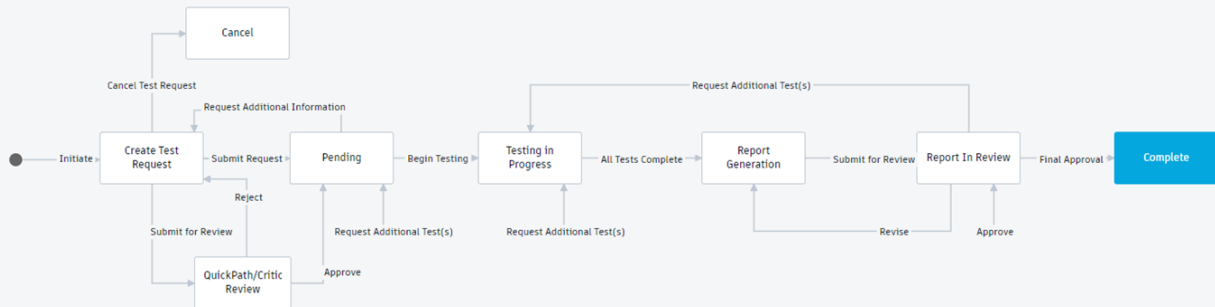 Cancel
Cancel Test Request
Request Additional Test(s)
Request Additional Information
Initiate
Create Test
Request
Submit Request
Pending
Begin Testing
Testing in
Progress
All Tests Complete
Report
Generation
Submit for Review
Report In Review
Final Approval
Complete
Reject
Submit for Review
Request Additional Test(s)
Request Additional Test(s)
Revise
Approve
QuickPath/Critic
Review
Approve